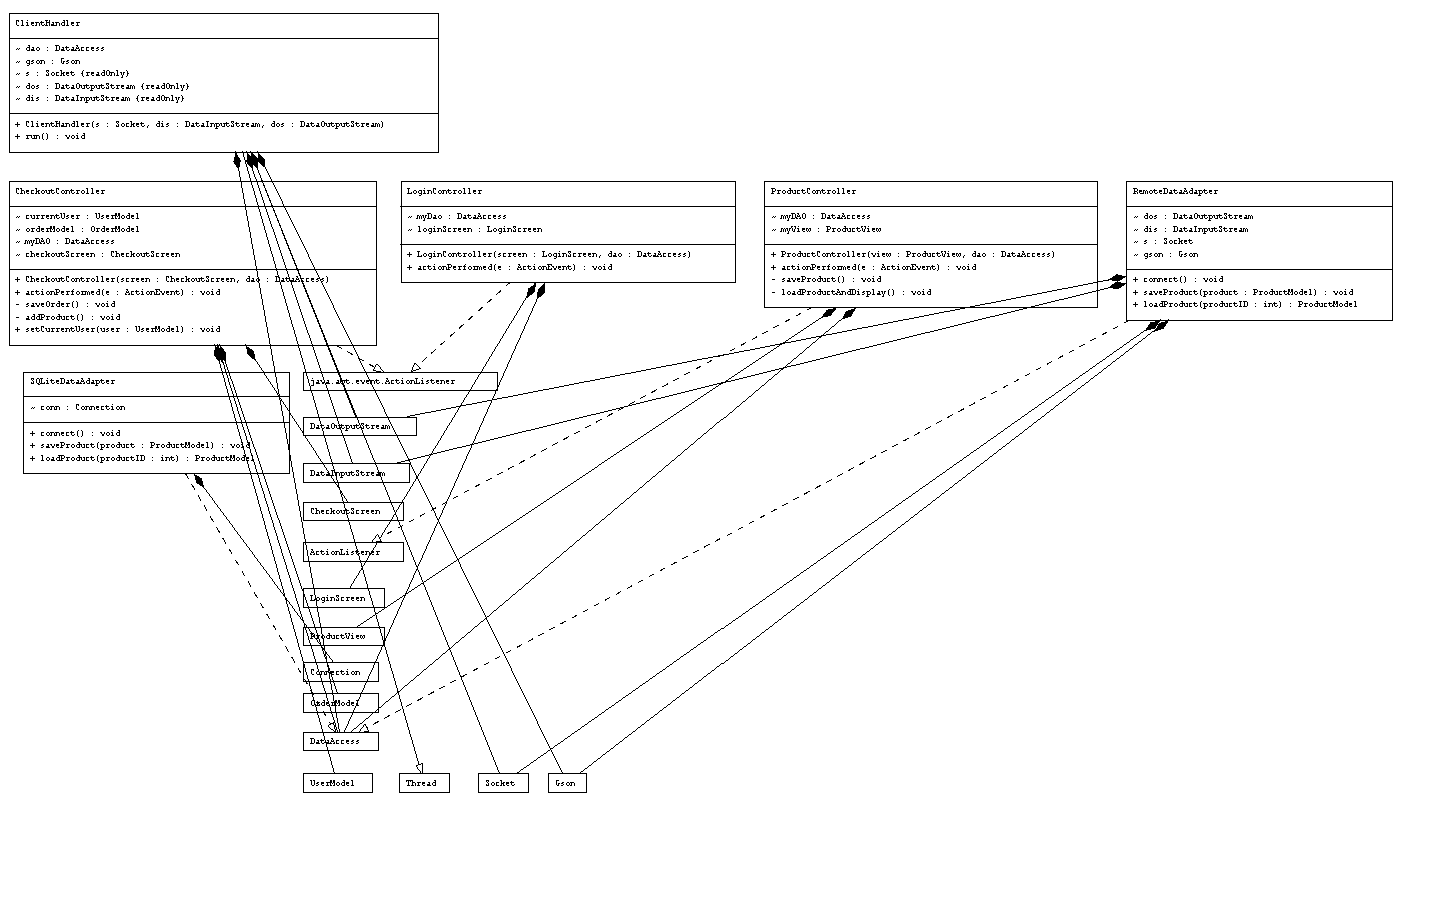 ClientHandler
~ dao : DataAccess
~ gson : Gson
~ s : Socket {readOnly}
~ dos : DataOutputStream {readOnly}
~ dis : DataInputStream {readOnly}
+ ClientHandler(s : Socket, dis : DataInputStream, dos : DataOutputStream)
+ run() : void
CheckoutController
~ currentUser : UserModel
~ orderModel : OrderModel
~ myDAO : DataAccess
~ checkoutScreen : CheckoutScreen
+ CheckoutController(screen : CheckoutScreen, dao : DataAccess)
+ actionPerformed(e : ActionEvent) : void
- saveOrder() : void
- addProduct() : void
+ setCurrentUser(user : UserModel) : void
LoginController
~ myDao : DataAccess
~ loginScreen : LoginScreen
+ LoginController(screen : LoginScreen, dao : DataAccess)
+ actionPerformed(e : ActionEvent) : void
ProductController
~ myDAO : DataAccess
~ myView : ProductView
+ ProductController(view : ProductView, dao : DataAccess)
+ actionPerformed(e : ActionEvent) : void
- saveProduct() : void
- loadProductAndDisplay() : void
RemoteDataAdapter
~ dos : DataOutputStream
~ dis : DataInputStream
~ s : Socket
~ gson : Gson
+ connect() : void
+ saveProduct(product : ProductModel) : void
+ loadProduct(productID : int) : ProductModel
SQLiteDataAdapter
~ conn : Connection
+ connect() : void
+ saveProduct(product : ProductModel) : void
+ loadProduct(productID : int) : ProductModel
java.awt.event.ActionListener
DataOutputStream
DataInputStream
CheckoutScreen
ActionListener
LoginScreen
ProductView
Connection
OrderModel
DataAccess
UserModel
Thread
Socket
Gson